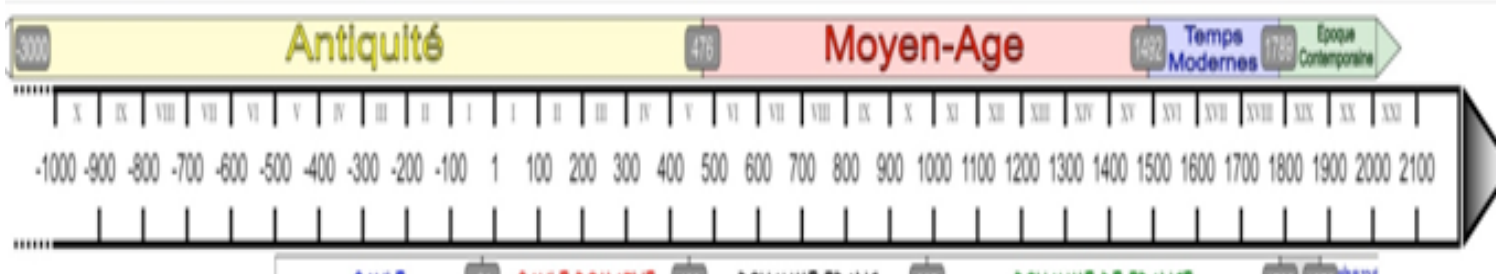 -3000 Antiquité 476 Moyen-Age 1492 Temps Modernes 1789 Epoque Contemporaine
X IX VIII VII VI V IV III II I I II III IV V VI VII VIII IX X XI XII XIII XIV XV XVI XVII XVIII XIX XX XXI
-1000 -900 -800 -700 -600 -500 -400 -300 -200 -100 1 100 200 300 400 500 600 700 800 900 1000 1100 1200 1300 1400 1500 1600 1700 1800 1900 2000 2100